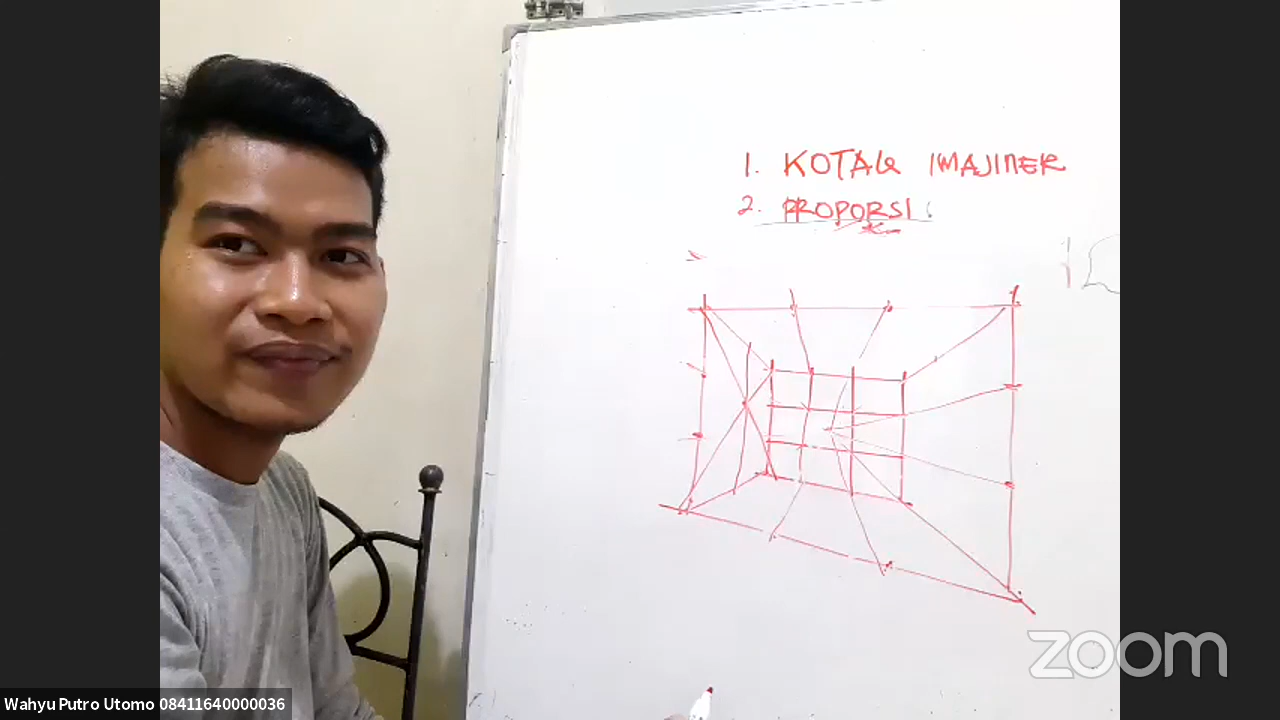 1. KOTAK IMAJINER
2. PROPORSI
zoom
Wahyu Putro Utomo 08411640000036